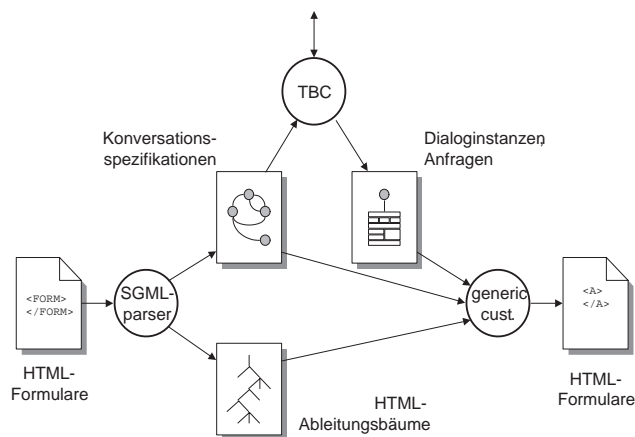 TBC
Konversations-
spezifikationen
Dialoginstanzen,
Anfragen
<FORM>
</FORM>
SGML-
parser
generic
cust.
<A>
</A>
HTML-
Formulare
HTML-
Ableitungsbäume
HTML-
Formulare